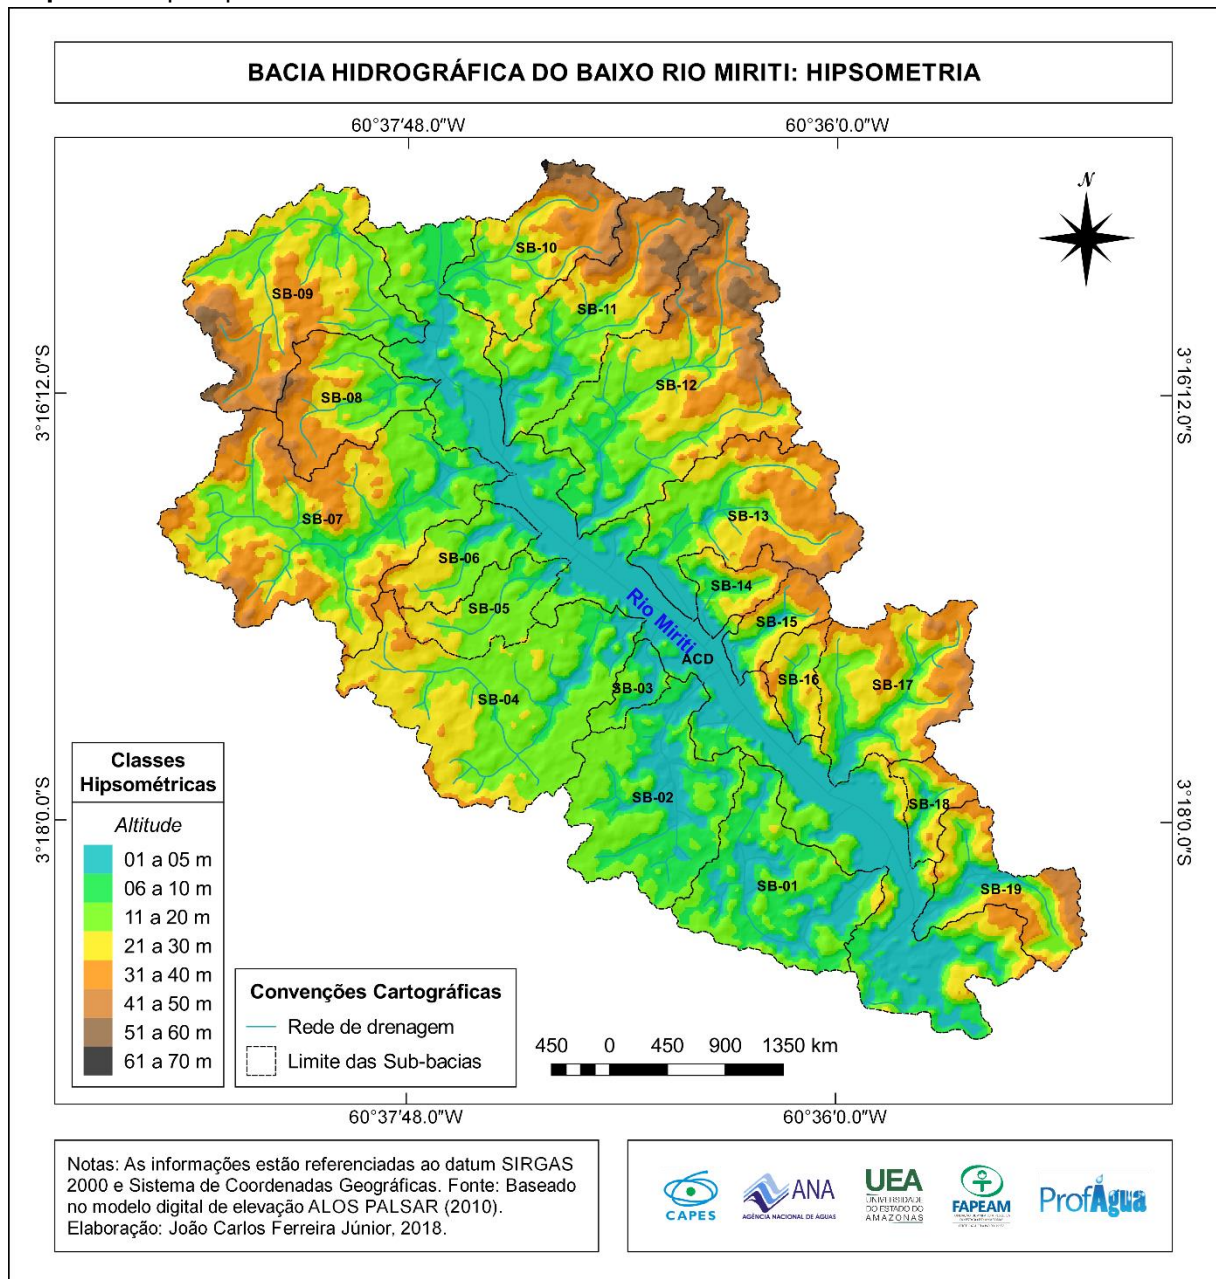 BACIA HIDROGRÁFICA DO BAIXO RIO MIRITI: HIPSOMETRIA
60°37'48.0"W
60°36'0.0"W
N
SB-10
SB-09
SB-11
3°16'12.0"S
3°16'12.0"S
SB-12
SB-08
SB-07
SB-13
SB-06
SB-14
SB-05
SB-15
Rio Miriti
ACD
SB-16
SB-17
SB-03
SB-04
SB-02
SB-18
SB-01
SB-19
3°18'0.0"S
3°18'0.0"S
Classes
Hipsométricas
Altitude
01 a 05 m
06 a 10 m
11 a 20 m
21 a 30 m
31 a 40 m
41 a 50 m
51 a 60 m
61 a 70 m
Convenções Cartográficas
Rede de drenagem
Limite das Sub-bacias
450 0 450 900 1350 km
60°37'48.0"W
60°36'0.0"W
Notas: As informações estão referenciadas ao datum SIRGAS
2000 e Sistema de Coordenadas Geográficas. Fonte: Baseado
no modelo digital de elevação ALOS PALSAR (2010).
Elaboração: João Carlos Ferreira Júnior, 2018.
CAPES
ANA
AGÊNCIA NACIONAL DE ÁGUAS
UEA
UNIVERSIDADE
DO ESTADO DO
AMAZONAS
FAPEAM
ProfÁgua